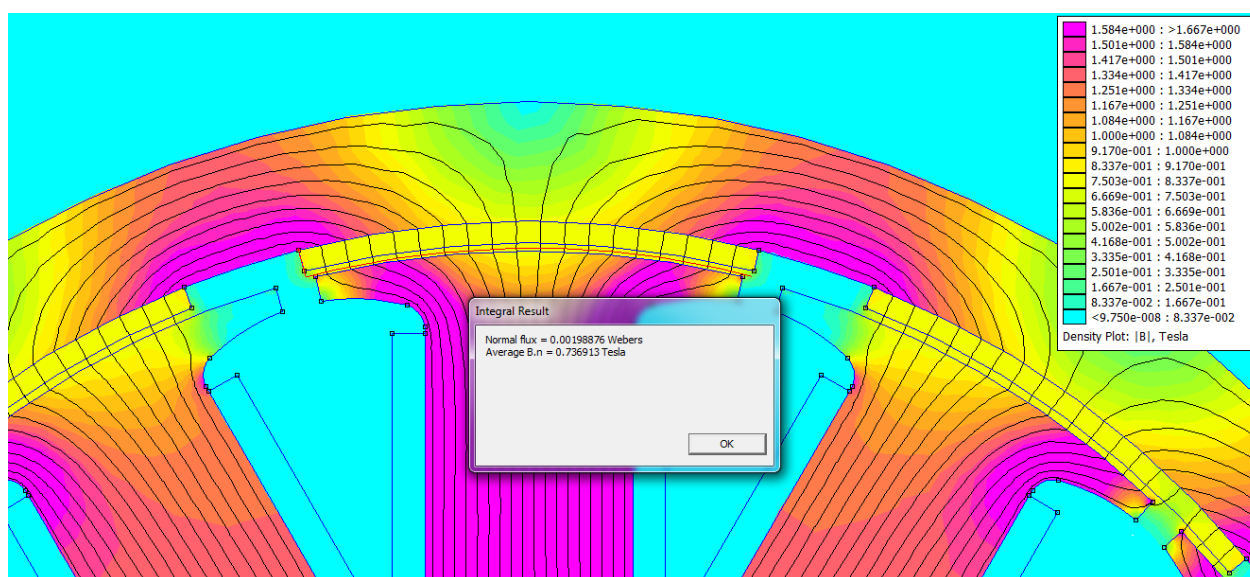 1.584e+000 : >1.667e+000
1.501e+000 : 1.584e+000
1.417e+000 : 1.501e+000
1.334e+000 : 1.417e+000
1.251e+000 : 1.334e+000
1.167e+000 : 1.251e+000
1.084e+000 : 1.167e+000
1.000e+000 : 1.084e+000
9.170e-001 : 1.000e+000
8.337e-001 : 9.170e-001
7.503e-001 : 8.337e-001
6.669e-001 : 7.503e-001
5.836e-001 : 6.669e-001
5.002e-001 : 5.836e-001
4.168e-001 : 5.002e-001
3.335e-001 : 4.168e-001
2.501e-001 : 3.335e-001
1.667e-001 : 2.501e-001
8.337e-002 : 1.667e-001
<9.750e-008 : 8.337e-002
Density Plot: |B|, Tesla
Integral Result
Normal flux = 0.00198876 Webers
Average B.n = 0.736913 Tesla
OK